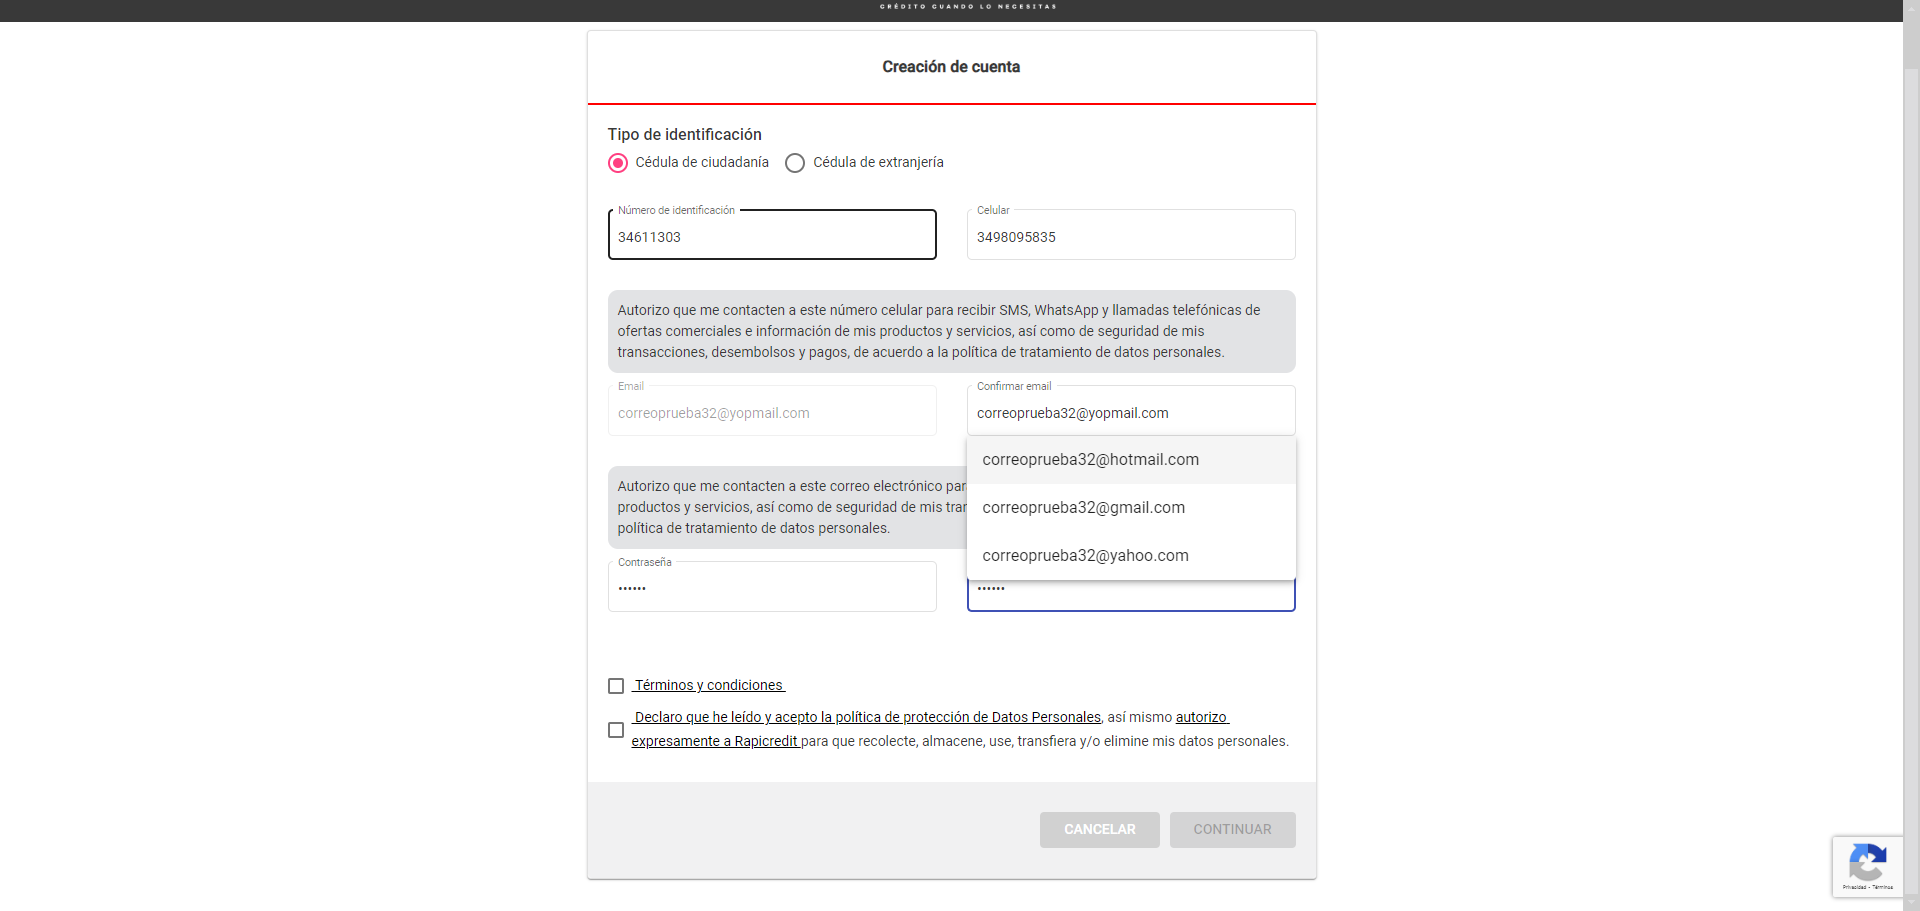 CRÉDITO CUANDO LO NECESITAS
Creación de cuenta
Tipo de identificación
Cédula de ciudadanía
Cédula de extranjería
Número de identificación
34611303
Celular
3498095835
Autorizo que me contacten a este número celular para recibir SMS, WhatsApp y llamadas telefónicas de
ofertas comerciales e información de mis productos y servicios, así como de seguridad de mis
transacciones, desembolsos y pagos, de acuerdo a la política de tratamiento de datos personales.
Email
correoprueba32@yopmail.com
Confirmar email
correoprueba32@yopmail.com
correoprueba32@hotmail.com
correoprueba32@gmail.com
correoprueba32@yahoo.com
Autorizo que me contacten a este correo electrónico
productos y servicios, así como de seguridad de mis
política de tratamiento de datos personales.
Contraseña
••••••
••••••
Términos y condiciones
Declaro que he leído y acepto la política de protección de Datos Personales, así mismo autorizo
expresamente a Rapicredit para que recolecte, almacene, use, transfiera y/o elimine mis datos personales.
CANCELAR
CONTINUAR
Privacidad - Términos